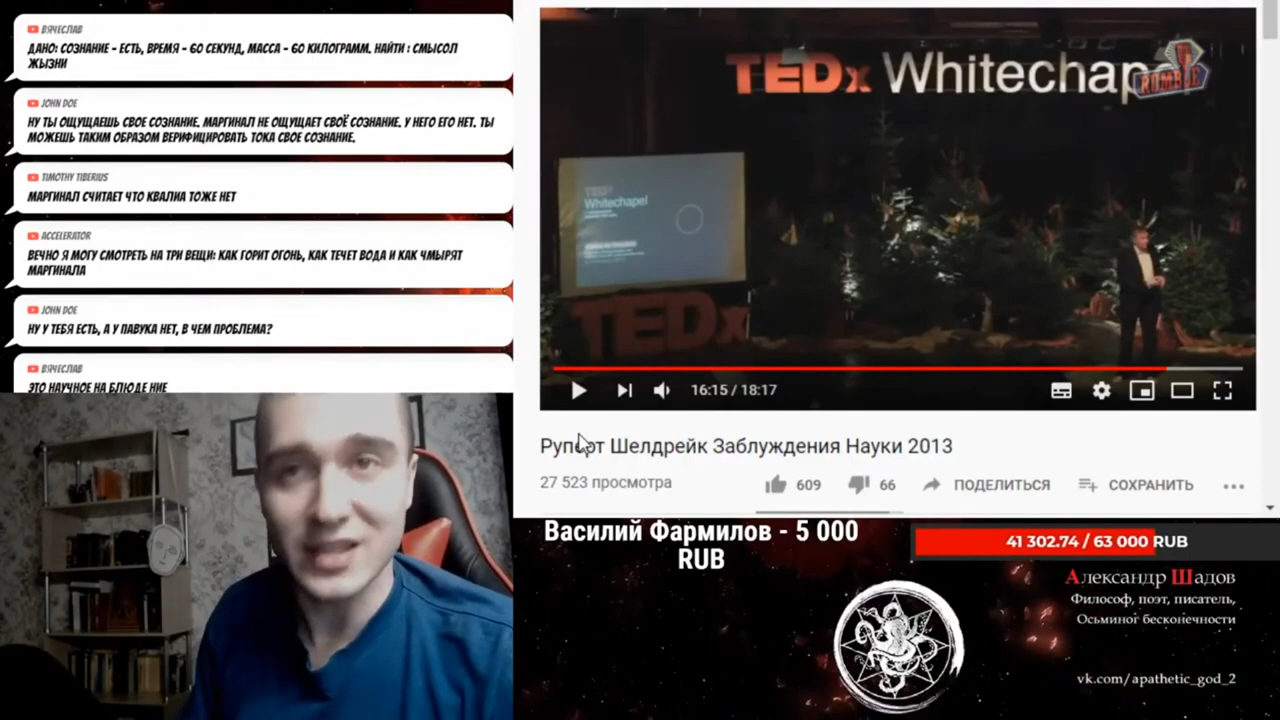 ВЯЧЕСЛАВ
ДАНО: СОЗНАНИЕ - ЕСТЬ, ВРЕМЯ - 60 СЕКУНД, МАССА - 60 КИЛОГРАММ. НАЙТИ : СМЫСОЛ
ЖЫЗНИ
JOHN DOE
НУ ТЫ ОЩУЩАЕШЬ СВОЕ СОЗНАНИЕ. МАРГИНАЛ НЕ ОЩУЩАЕТ СВОЁ СОЗНАНИЕ. У НЕГО ЕГО НЕТ. ТЫ
МОЖЕШЬ ТАКИМ ОБРАЗОМ ВЕРИФИЦИРОВАТЬ ТОКА СВОЕ СОЗНАНИЕ.
TIMOTHY TIBERIUS
МАРГИНАЛ СЧИТАЕТ ЧТО КВАЛИА ТОЖЕ НЕТ
ACCELERATOR
ВЕЧНО Я МОГУ СМОТРЕТЬ НА ТРИ ВЕЩИ: КАК ГОРИТ ОГОНЬ, КАК ТЕЧЕТ ВОДА И КАК ЧМЫРЯТ
МАРГИНАЛА
JOHN DOE
НУ У ТЕБЯ ЕСТЬ, А У ПАВУКА НЕТ, В ЧЕМ ПРОБЛЕМА?
ВЯЧЕСЛАВ
ЭТО НАУЧНОЕ НА БЛЮДЕ НИЕ
TEDx Whitechap
RUMBLE
TEDx
Whitechapel
TEDx
16:15 / 18:17
Руперт Шелдрейк Заблуждения Науки 2013
27 523 просмотра
609
66
ПОДЕЛИТЬСЯ
СОХРАНИТЬ
Василий Фармилов - 5 000
RUB
41 302.74 / 63 000 RUB
Александр Шадов
Философ, поэт, писатель,
Осьминог бесконечности
vk.com/apathetic_god_2